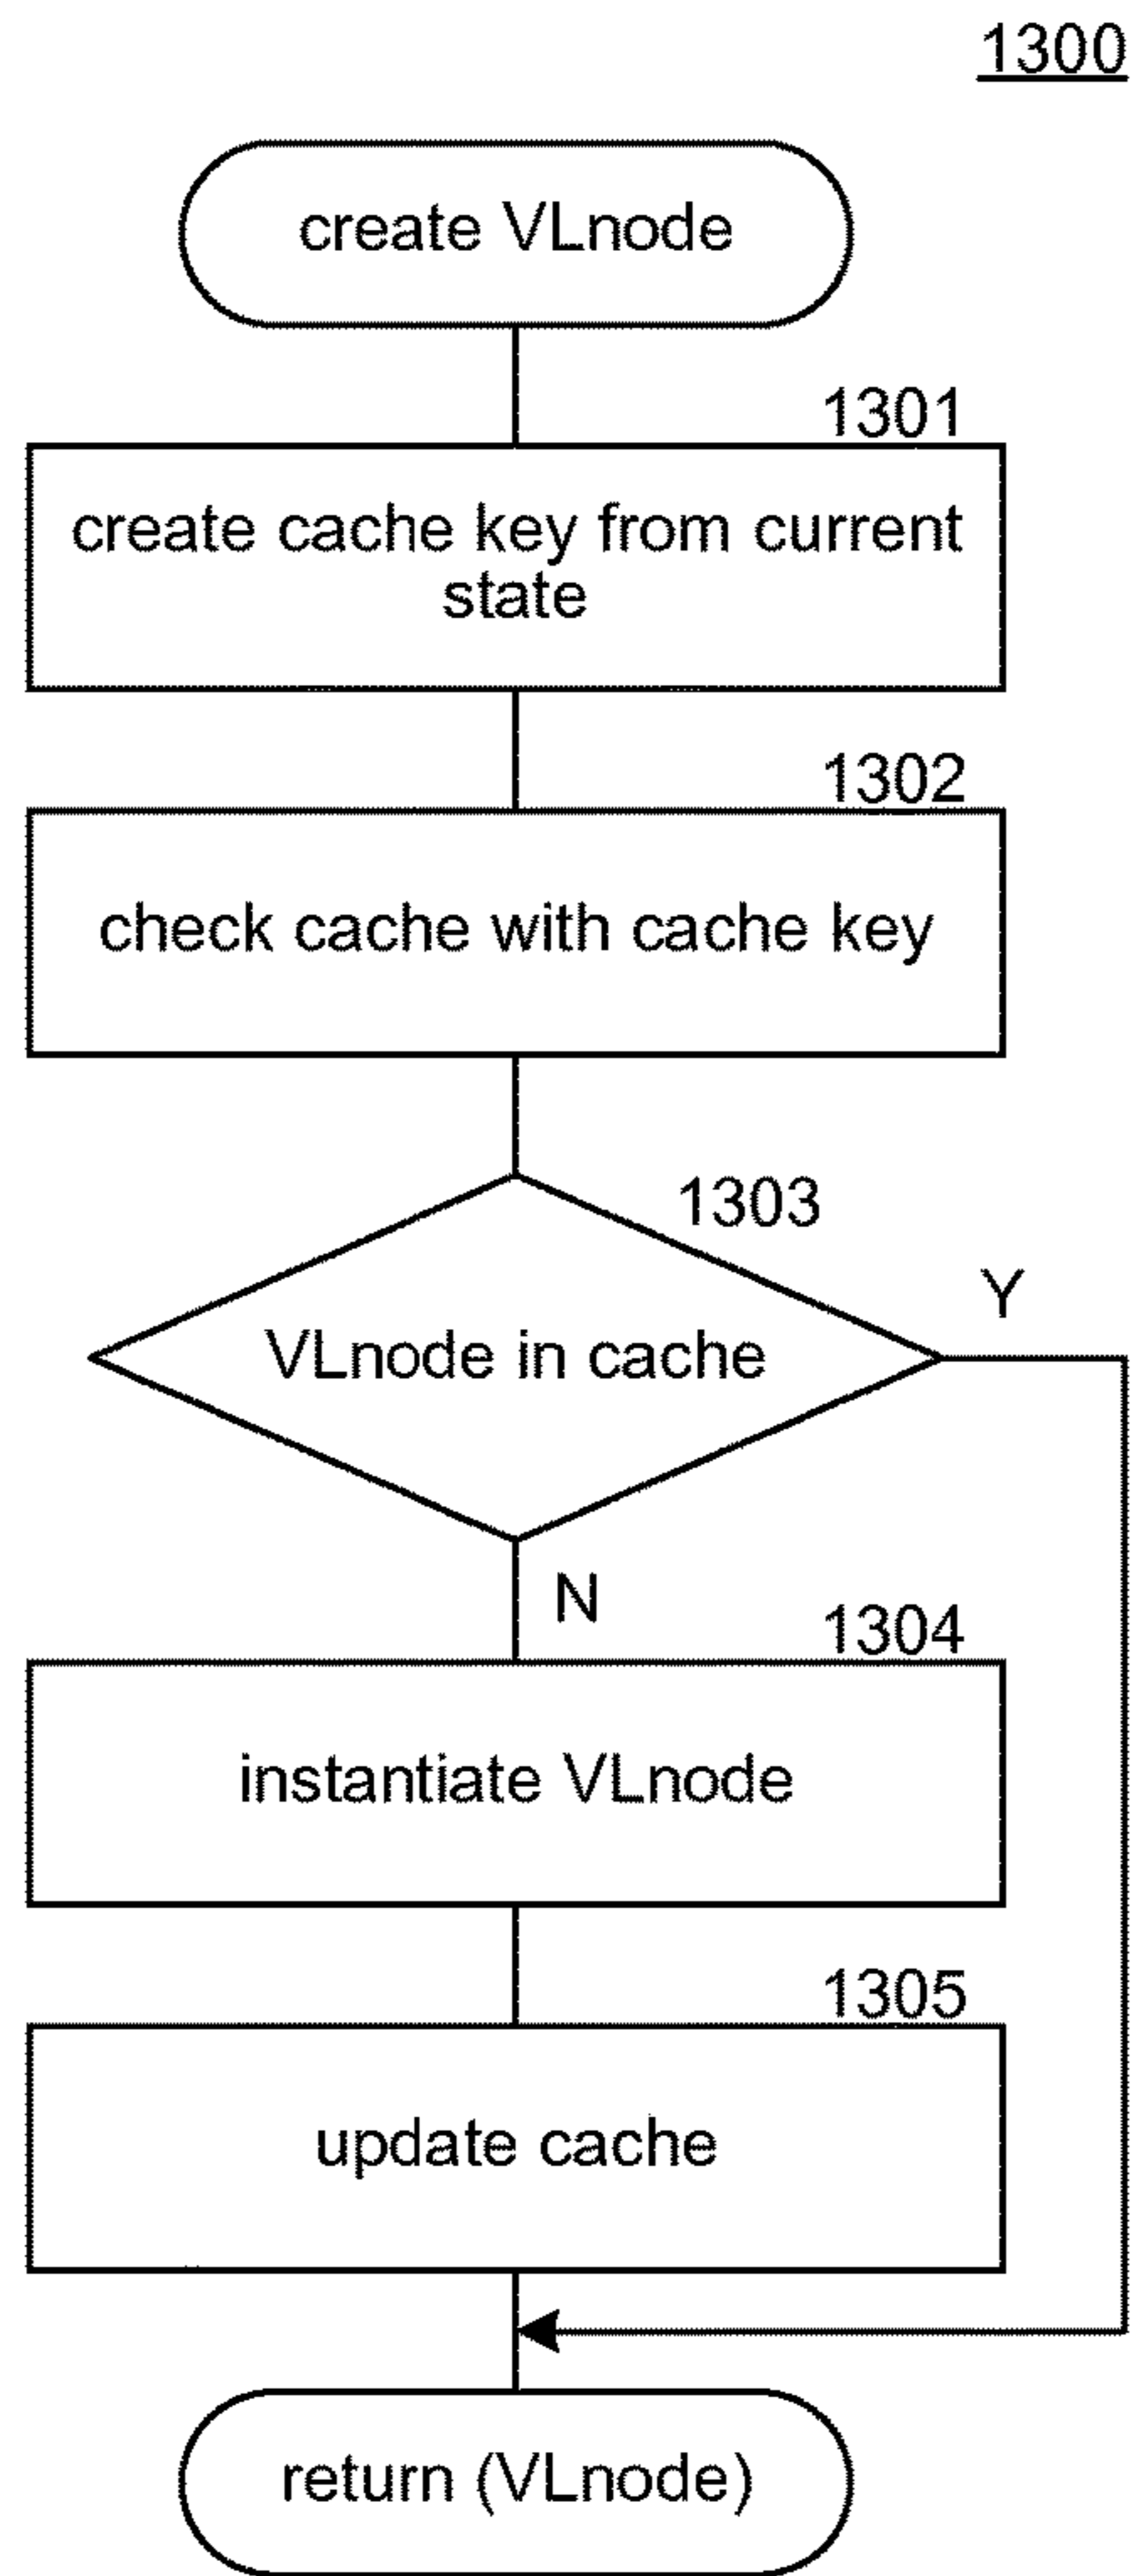 1300
create VLnode
1301
create cache key from current
state
1302
check cache with cache key
1303
VLnode in cache
Y
N
1304
instantiate VLnode
1305
update cache
return (VLnode)